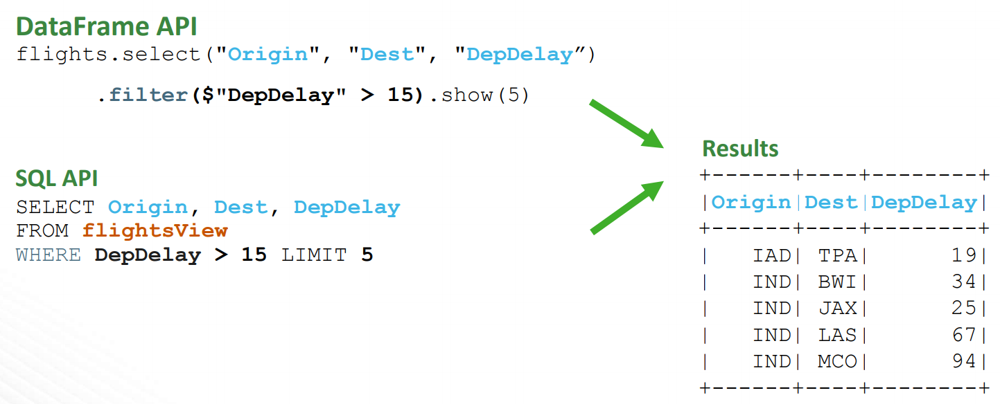 DataFrame API
flights.select("Origin", "Dest", "DepDelay”)
.filter($"DepDelay" > 15).show(5)
SQL API
SELECT Origin, Dest, DepDelay
FROM flightsView
WHERE DepDelay > 15 LIMIT 5
Results
+------+----+--------+
|Origin|Dest|DepDelay|
+------+----+--------+
|   IAD| TPA|      19|
|   IND| BWI|      34|
|   IND| JAX|      25|
|   IND| LAS|      67|
|   IND| MCO|      94|
+------+----+--------+